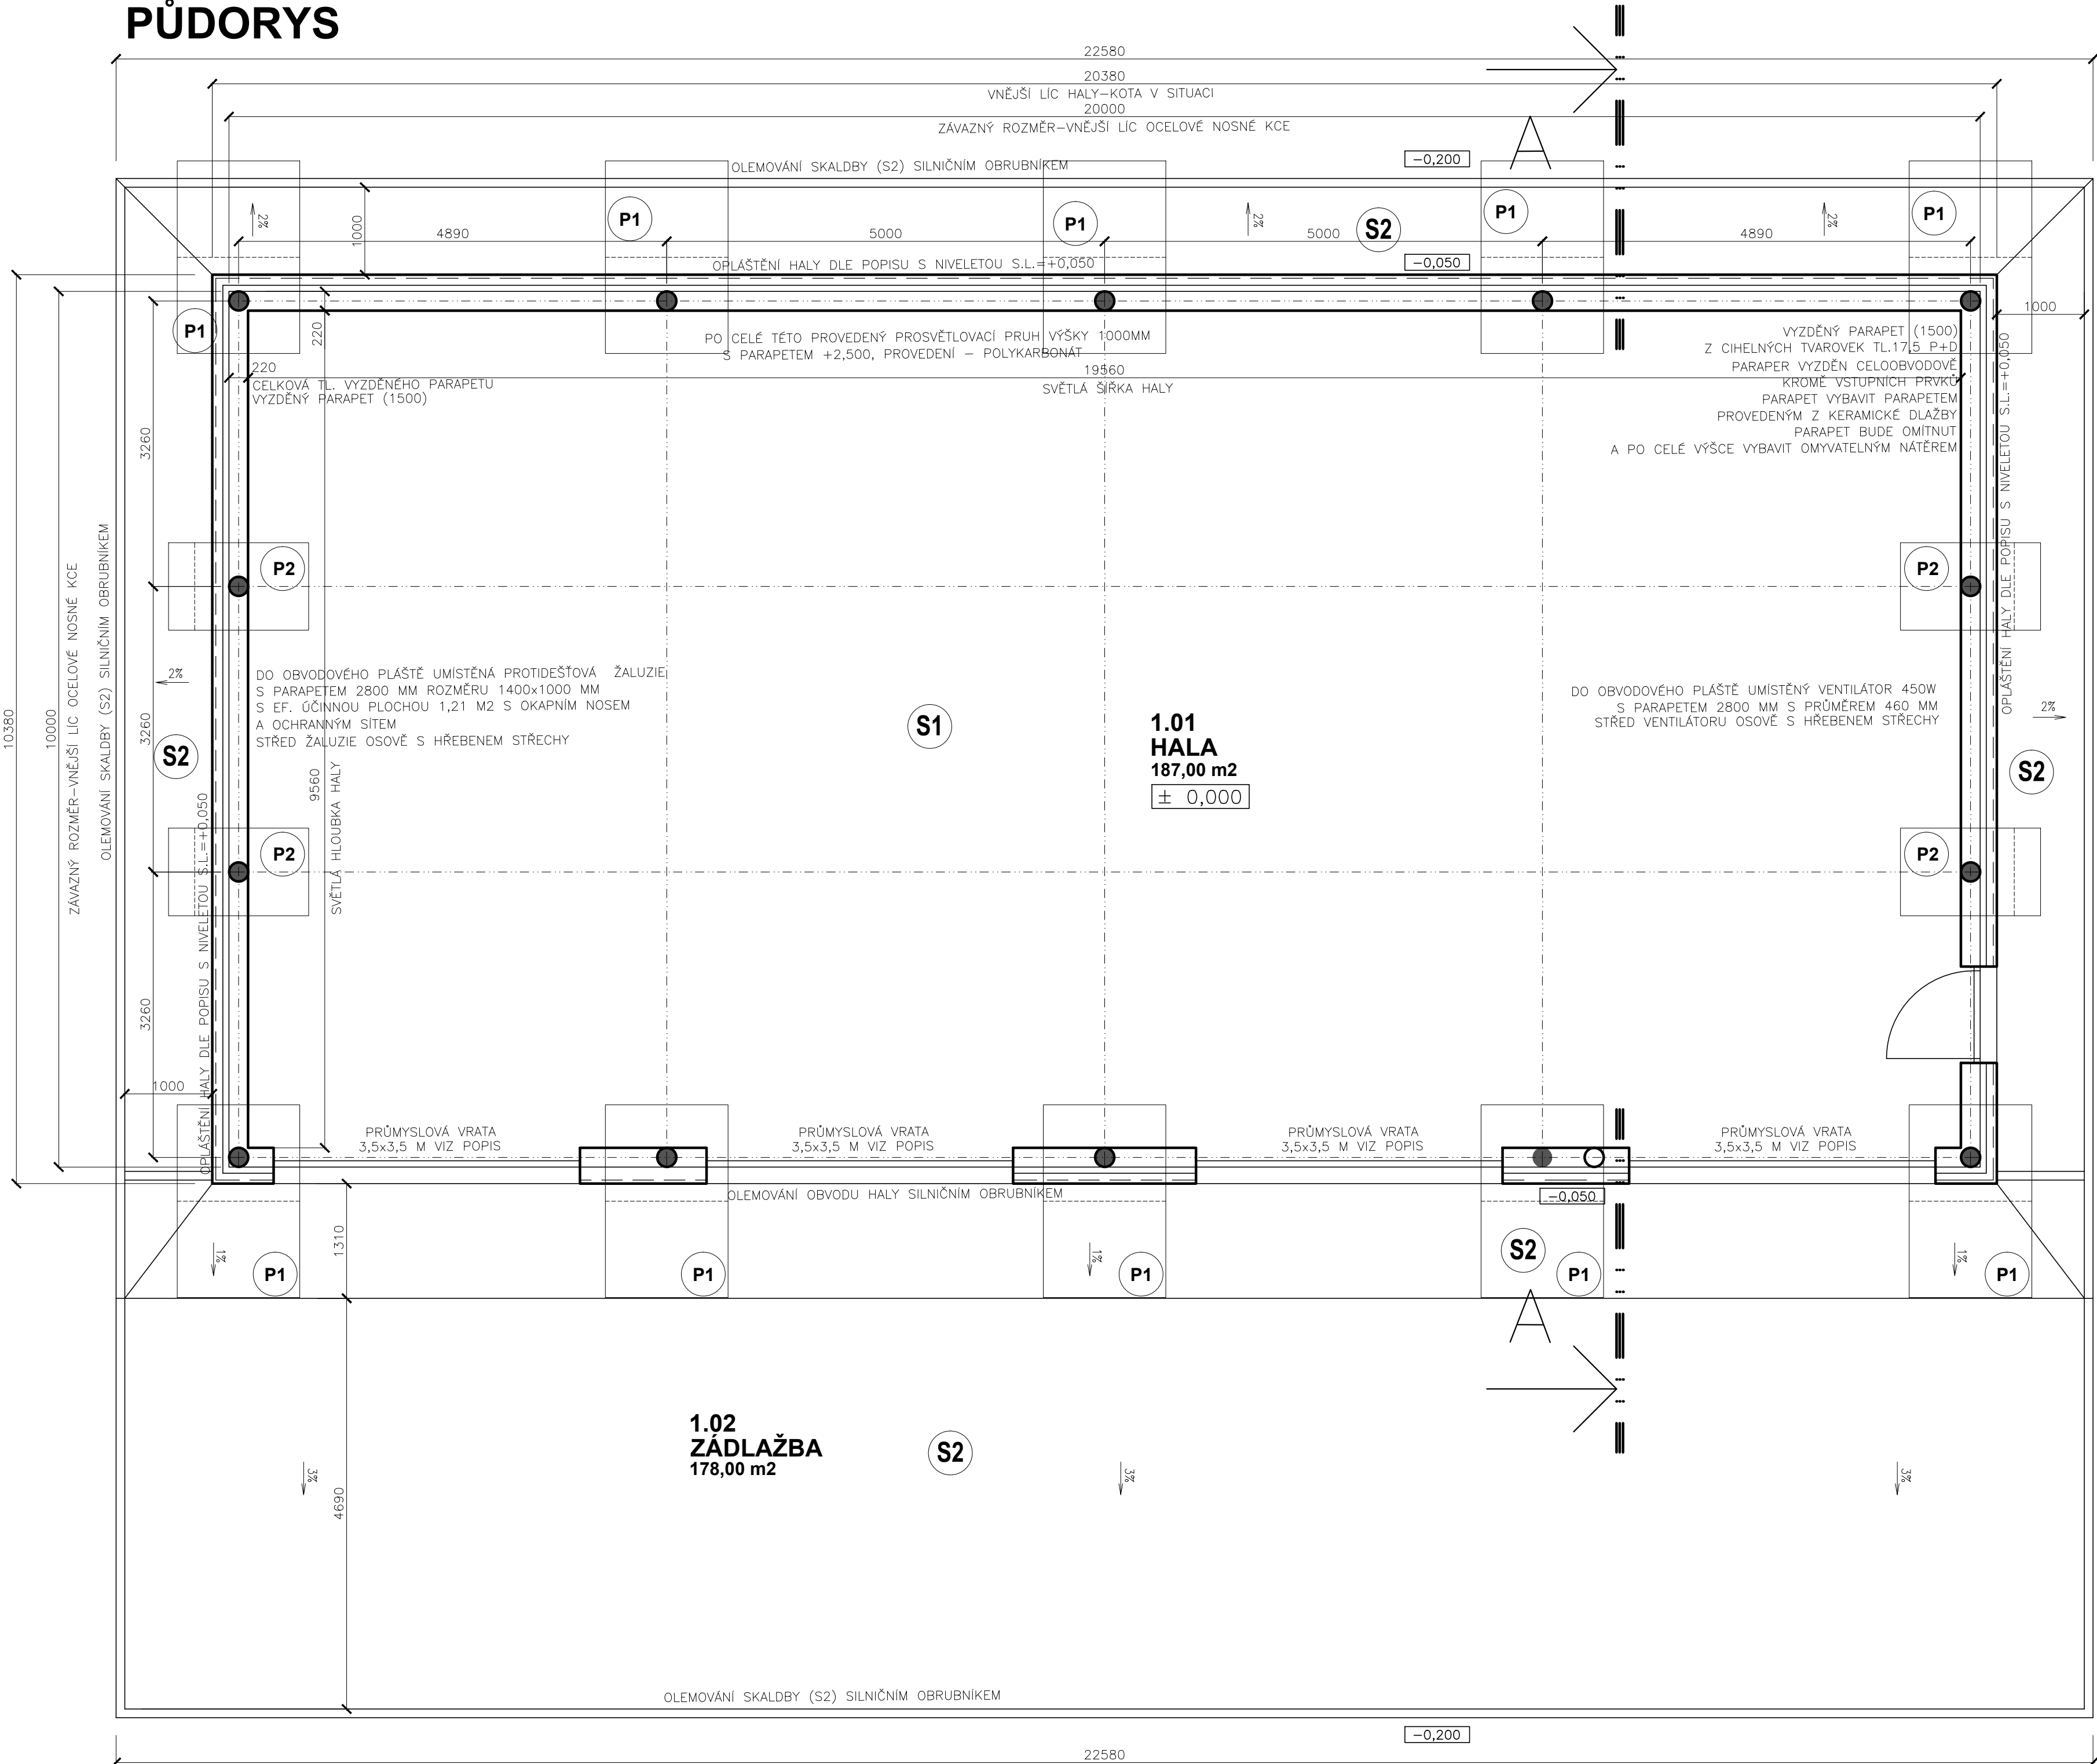 PŮDORYS
22580
20380
VNĚJŠÍ LÍC HALY-KOTA V SITUACI
20000
ZÁVAZNÝ ROZMĚR-VNĚJŠÍ LÍC OCELOVÉ NOSNÉ KCE
A
-0,200
OLEMOVÁNÍ SKALDBY (S2) SILNIČNÍM OBRUBNÍKEM
2%
1000
P1
P1
2%
S2
P1
2%
P1
4890
5000
5000
4890
OPLÁŠTĚNÍ HALY DLE POPISU S NIVELETOU S.L.=+0,050
-0,050
P1
220
1000
PO CELÉ TÉTO PROVEDENÝ PROSVĚTLOVACÍ PRUH VÝŠKY 1000MM
S PARAPETEM +2,500, PROVEDENÍ - POLYKARBONÁT
VYZDĚNÝ PARAPET (1500)
Z CIHELNÝCH TVAROVEK TL.17,5 P+D
PARAPER VYZDĚN CELOOBVODOVĚ
KROMĚ VSTUPNÍCH PRVKŮ
PARAPET VYBAVIT PARAPETEM
PROVEDENÝM Z KERAMICKÉ DLAŽBY
PARAPET BUDE OMÍTNUT
A PO CELÉ VÝŠCE VYBAVIT OMYVATELNÝM NÁTĚREM
220
CELKOVÁ TL. VYZDĚNÉHO PARAPETU
VYZDĚNÝ PARAPET (1500)
19560
SVĚTLÁ ŠÍŘKA HALY
3260
OPLÁŠTĚNÍ HALY DLE POPISU S NIVELETOU S.L.=+0,050
P2
P2
10380
10000
ZÁVAZNÝ ROZMĚR-VNĚJŠÍ LÍC OCELOVÉ NOSNÉ KCE
OLEMOVÁNÍ SKALDBY (S2) SILNIČNÍM OBRUBNÍKEM
2%
3260
S2
DO OBVODOVÉHO PLÁŠTĚ UMÍSTĚNÁ PROTIDEŠŤOVÁ ŽALUZIE
S PARAPETEM 2800 MM ROZMĚRU 1400x1000 MM
S EF. ÚČINNOU PLOCHOU 1,21 M2 S OKAPNÍM NOSEM
A OCHRANNÝM SÍTEM
STŘED ŽALUZIE OSOVĚ S HŘEBENEM STŘECHY
9560
SVĚTLÁ HLOUBKA HALY
S1
1.01
HALA
187,00 m2
± 0,000
DO OBVODOVÉHO PLÁŠTĚ UMÍSTĚNÝ VENTILÁTOR 450W
S PARAPETEM 2800 MM S PRŮMĚREM 460 MM
STŘED VENTILÁTORU OSOVĚ S HŘEBENEM STŘECHY
2%
S2
P2
P2
OPLÁŠTĚNÍ HALY DLE POPISU S NIVELETOU S.L.=+0,050
3260
1000
PRŮMYSLOVÁ VRATA
3,5x3,5 M VIZ POPIS
PRŮMYSLOVÁ VRATA
3,5x3,5 M VIZ POPIS
PRŮMYSLOVÁ VRATA
3,5x3,5 M VIZ POPIS
PRŮMYSLOVÁ VRATA
3,5x3,5 M VIZ POPIS
OLEMOVÁNÍ OBVODU HALY SILNIČNÍM OBRUBNÍKEM
-0,050
1310
1%
P1
P1
1%
P1
S2
P1
1%
P1
A
1.02
ZÁDLAŽBA
178,00 m2
S2
3%
4690
3%
3%
OLEMOVÁNÍ SKALDBY (S2) SILNIČNÍM OBRUBNÍKEM
-0,200
22580